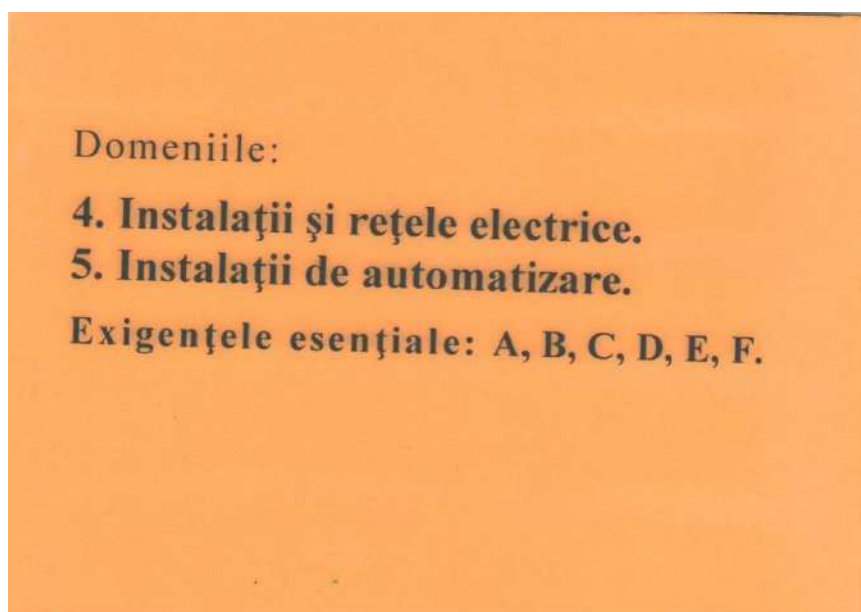 Domeniile:
4. Instalaţii şi reţele electrice.
5. Instalaţii de automatizare.
Exigenţele esenţiale: A, B, C, D, E, F.